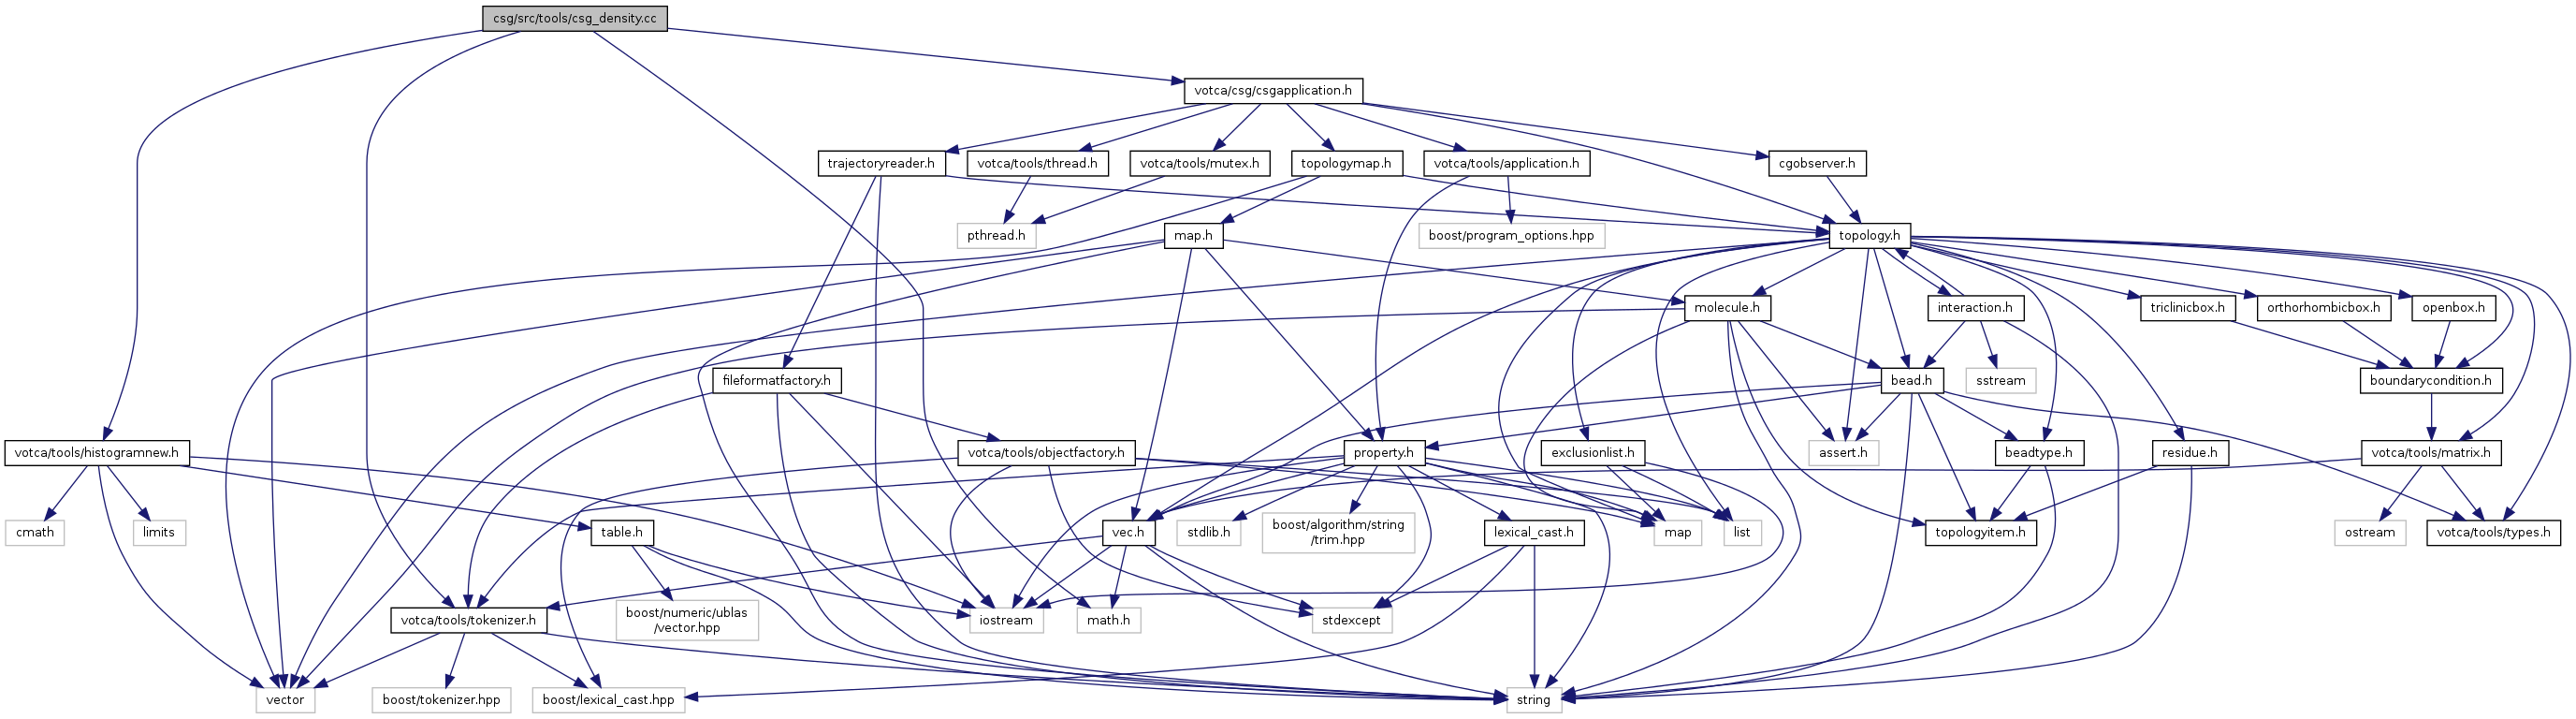 csg/src/tools/csg_density.cc
votca/csg/csgapplication.h
trajectoryreader.h
votca/tools/thread.h
votca/tools/mutex.h
topologymap.h
votca/tools/application.h
cgobserver.h
pthread.h
map.h
boost/program_options.hpp
topology.h
molecule.h
interaction.h
triclinicbox.h
orthorhombicbox.h
openbox.h
fileformatfactory.h
bead.h
sstream
boundarycondition.h
votca/tools/histogramnew.h
votca/tools/objectfactory.h
property.h
exclusionlist.h
assert.h
beadtype.h
residue.h
votca/tools/matrix.h
cmath
limits
table.h
vec.h
stdlib.h
boost/algorithm/string
/trim.hpp
lexical_cast.h
map
list
topologyitem.h
ostream
votca/tools/types.h
votca/tools/tokenizer.h
boost/numeric/ublas
/vector.hpp
iostream
math.h
stdexcept
vector
boost/tokenizer.hpp
boost/lexical_cast.hpp
string